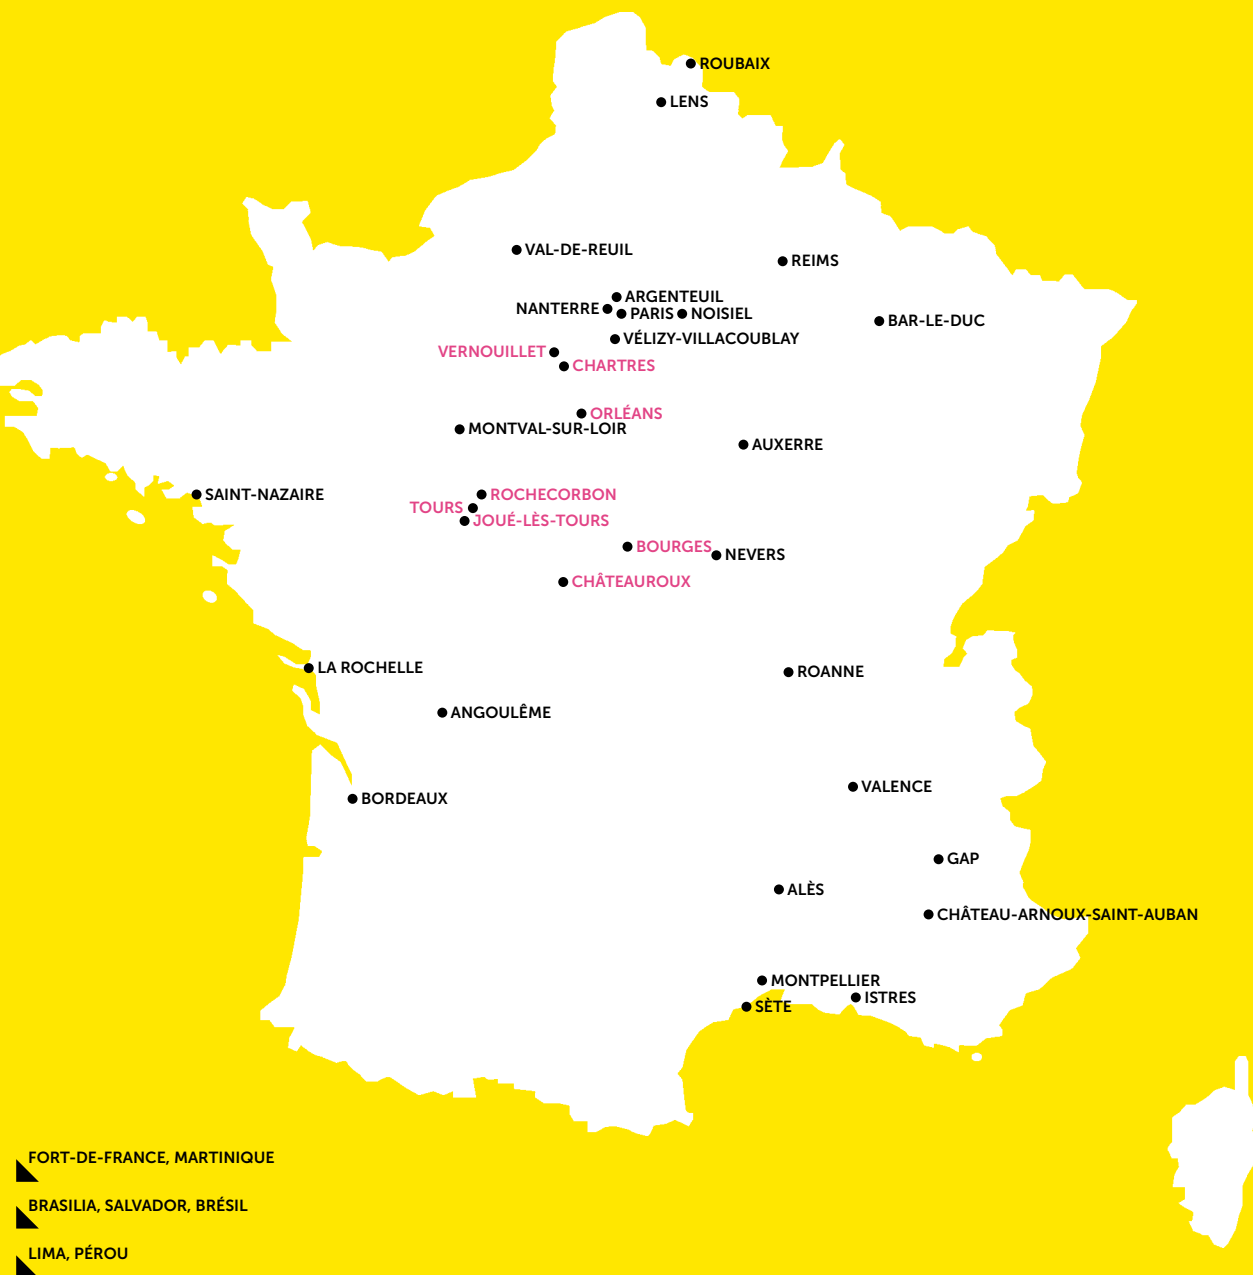 ROUBAIX
LENS
VAL-DE-REUIL
REIMS
ARGENTEUIL
NANTERRE
PARIS
NOISIEL
BAR-LE-DUC
VÉLIZY-VILLACOUBLAY
VERNOUILLET
CHARTRES
ORLÉANS
MONTVAL-SUR-LOIR
AUXERRE
SAINT-NAZAIRE
ROCHECORBON
TOURS
JOUÉ-LÈS-TOURS
BOURGES
NEVERS
CHÂTEAUROUX
LA ROCHELLE
ROANNE
ANGOULÊME
VALENCE
BORDEAUX
GAP
ALÈS
CHÂTEAU-ARNOUX-SAINT-AUBAN
MONTPELLIER
ISTRES
SÈTE
FORT-DE-FRANCE, MARTINIQUE
BRASILIA, SALVADOR, BRÉSIL
LIMA, PÉROU